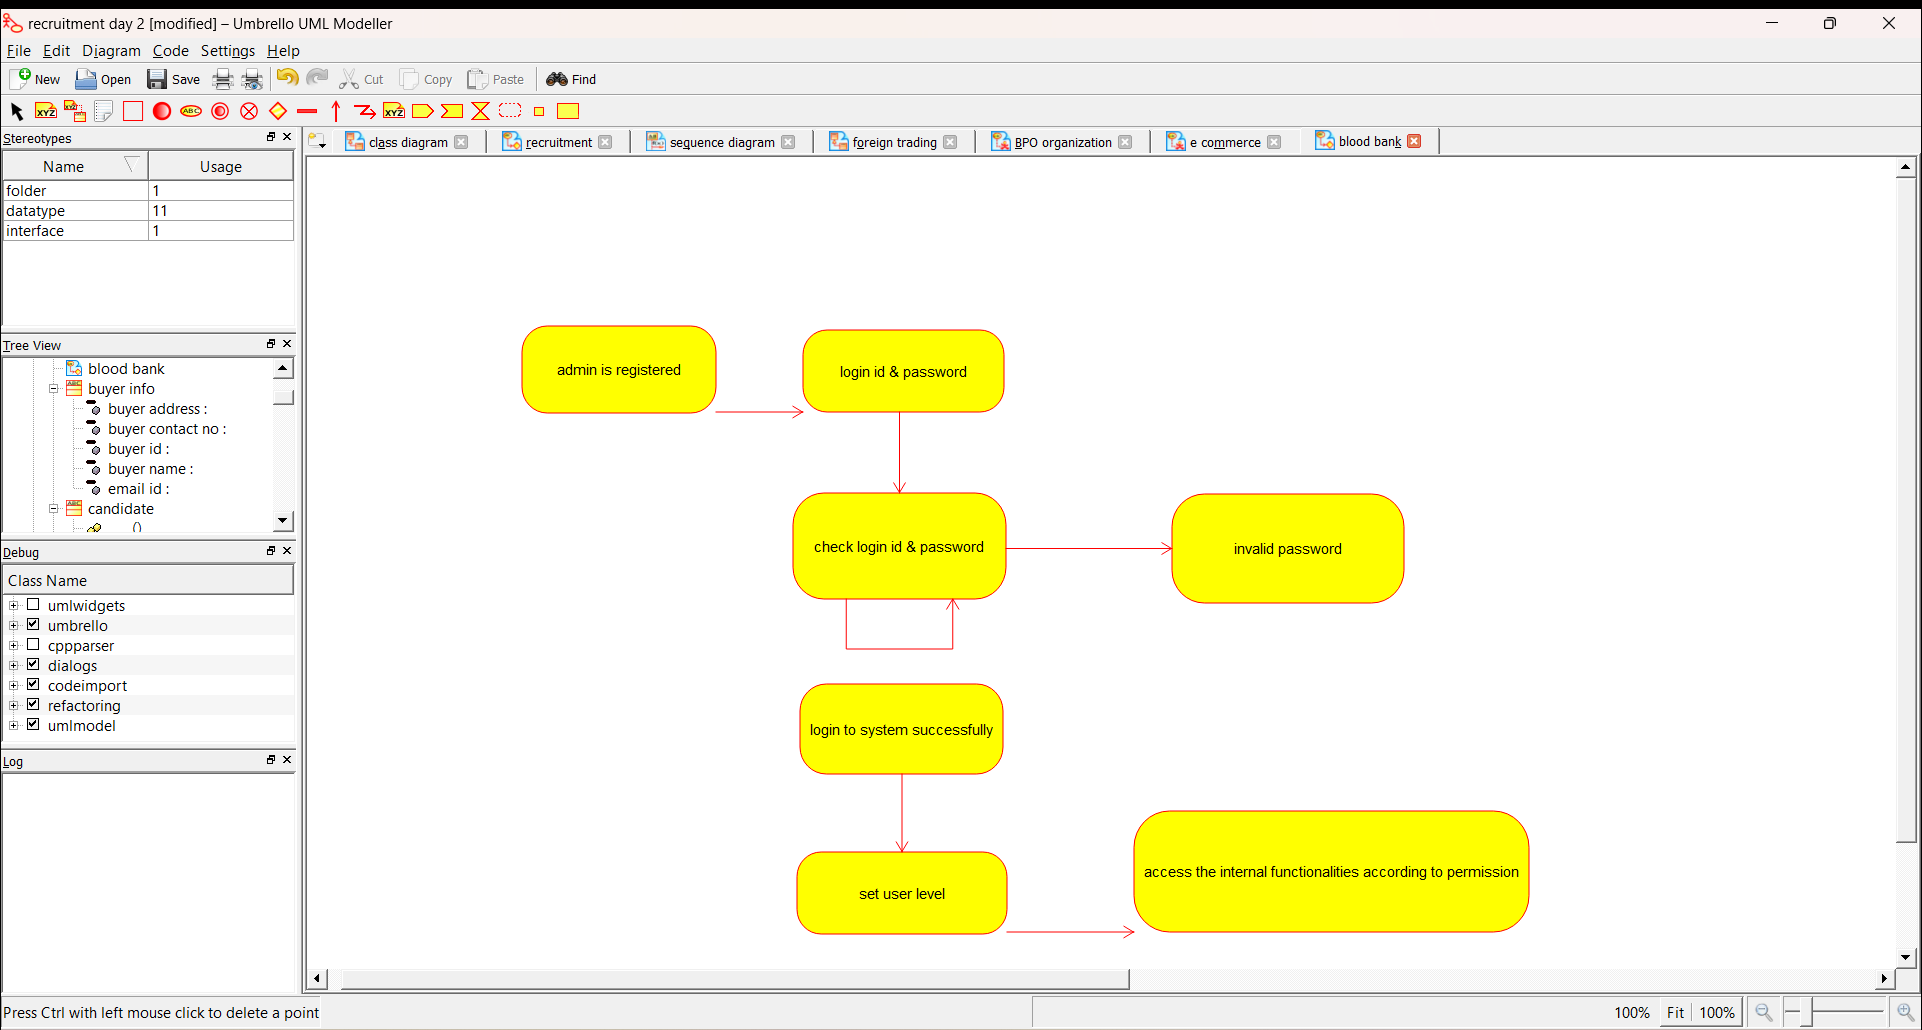 recruitment day 2 [modified] – Umbrello UML Modeller
File Edit Diagram Code Settings Help
New Open Save Cut Copy Paste Find
XYZ XYZ ABC XYZ
Stereotypes
Name Usage
folder 1
datatype 11
interface 1
Tree View
blood bank
buyer info
buyer address :
buyer contact no :
buyer id :
buyer name :
email id :
candidate
()
Debug
Class Name
umlwidgets
umbrello
cppparser
dialogs
codeimport
refactoring
umlmodel
Log
class diagram recruitment sequence diagram foreign trading BPO organization e commerce blood bank
admin is registered
login id & password
check login id & password
invalid password
login to system successfully
set user level
access the internal functionalities according to permission
Press Ctrl with left mouse click to delete a point
100% Fit 100%